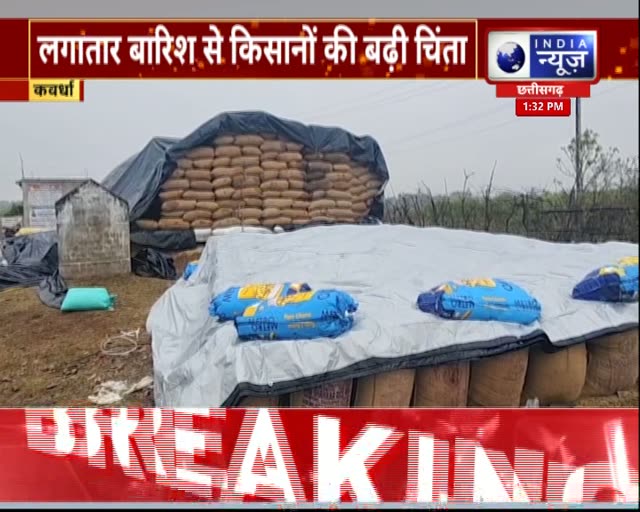 लगातार बारिश से किसानों की बढ़ी चिंता
कवर्धा
INDIA
न्यूज़
छत्तीसगढ़
1:32 PM
BREAKING